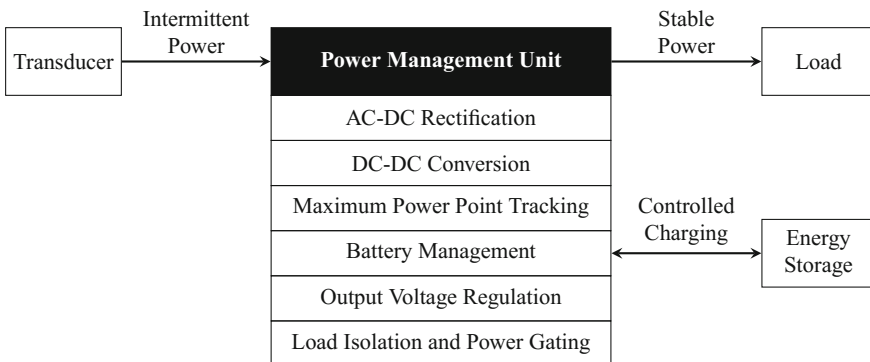 Transducer
Intermittent
Power
Power Management Unit
Stable
Power
Load
AC-DC Rectification
DC-DC Conversion
Maximum Power Point Tracking
Battery Management
Output Voltage Regulation
Load Isolation and Power Gating
Controlled
Charging
Energy
Storage